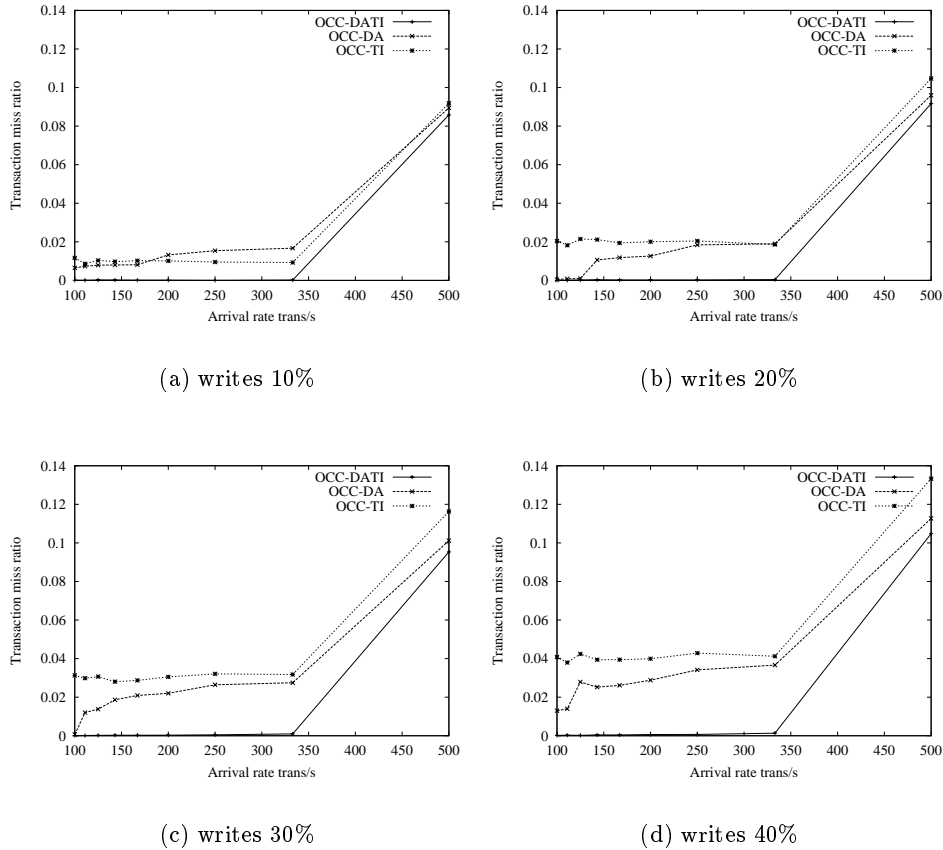 0.14
0.12
0.1
0.08
0.06
0.04
0.02
0
Transaction miss ratio
OCC-DATI
OCC-DA
OCC-TI
100 150 200 250 300 350 400 450 500
Arrival rate trans/s
(a) writes 10%
0.14
0.12
0.1
0.08
0.06
0.04
0.02
0
Transaction miss ratio
OCC-DATI
OCC-DA
OCC-TI
100 150 200 250 300 350 400 450 500
Arrival rate trans/s
(b) writes 20%
0.14
0.12
0.1
0.08
0.06
0.04
0.02
0
Transaction miss ratio
OCC-DATI
OCC-DA
OCC-TI
100 150 200 250 300 350 400 450 500
Arrival rate trans/s
(c) writes 30%
0.14
0.12
0.1
0.08
0.06
0.04
0.02
0
Transaction miss ratio
OCC-DATI
OCC-DA
OCC-TI
100 150 200 250 300 350 400 450 500
Arrival rate trans/s
(d) writes 40%